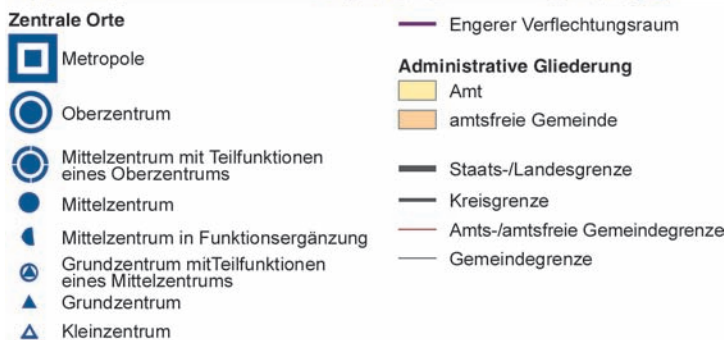 Zentrale Orte
Metropole
Oberzentrum
Mittelzentrum mit Teilfunktionen
eines Oberzentrums
Mittelzentrum
Mittelzentrum in Funktionsergänzung
Grundzentrum mitTeilfunktionen
eines Mittelzentrums
Grundzentrum
Kleinzentrum
Engerer Verflechtungsraum
Administrative Gliederung
Amt
amtsfreie Gemeinde
Staats-/Landesgrenze
Kreisgrenze
Amts-/amtsfreie Gemeindegrenze
Gemeindegrenze